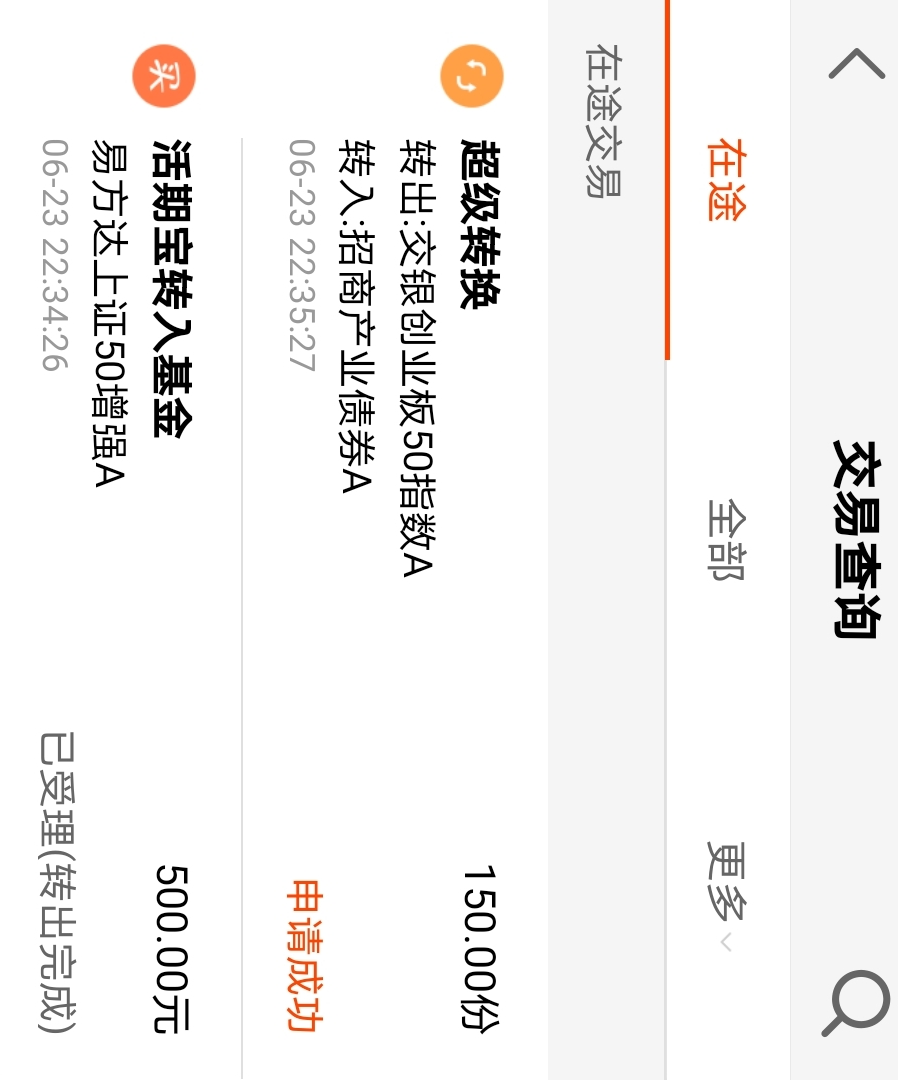 交易查询
在途
全部
更多
在途交易
超级转换
150.00份
转出:交银创业板50指数A
转入:招商产业债券A
06-23 22:35:27
申请成功
买
活期宝转入基金
500.00元
易方达上证50增强A
06-23 22:34:26
已受理(转出完成)